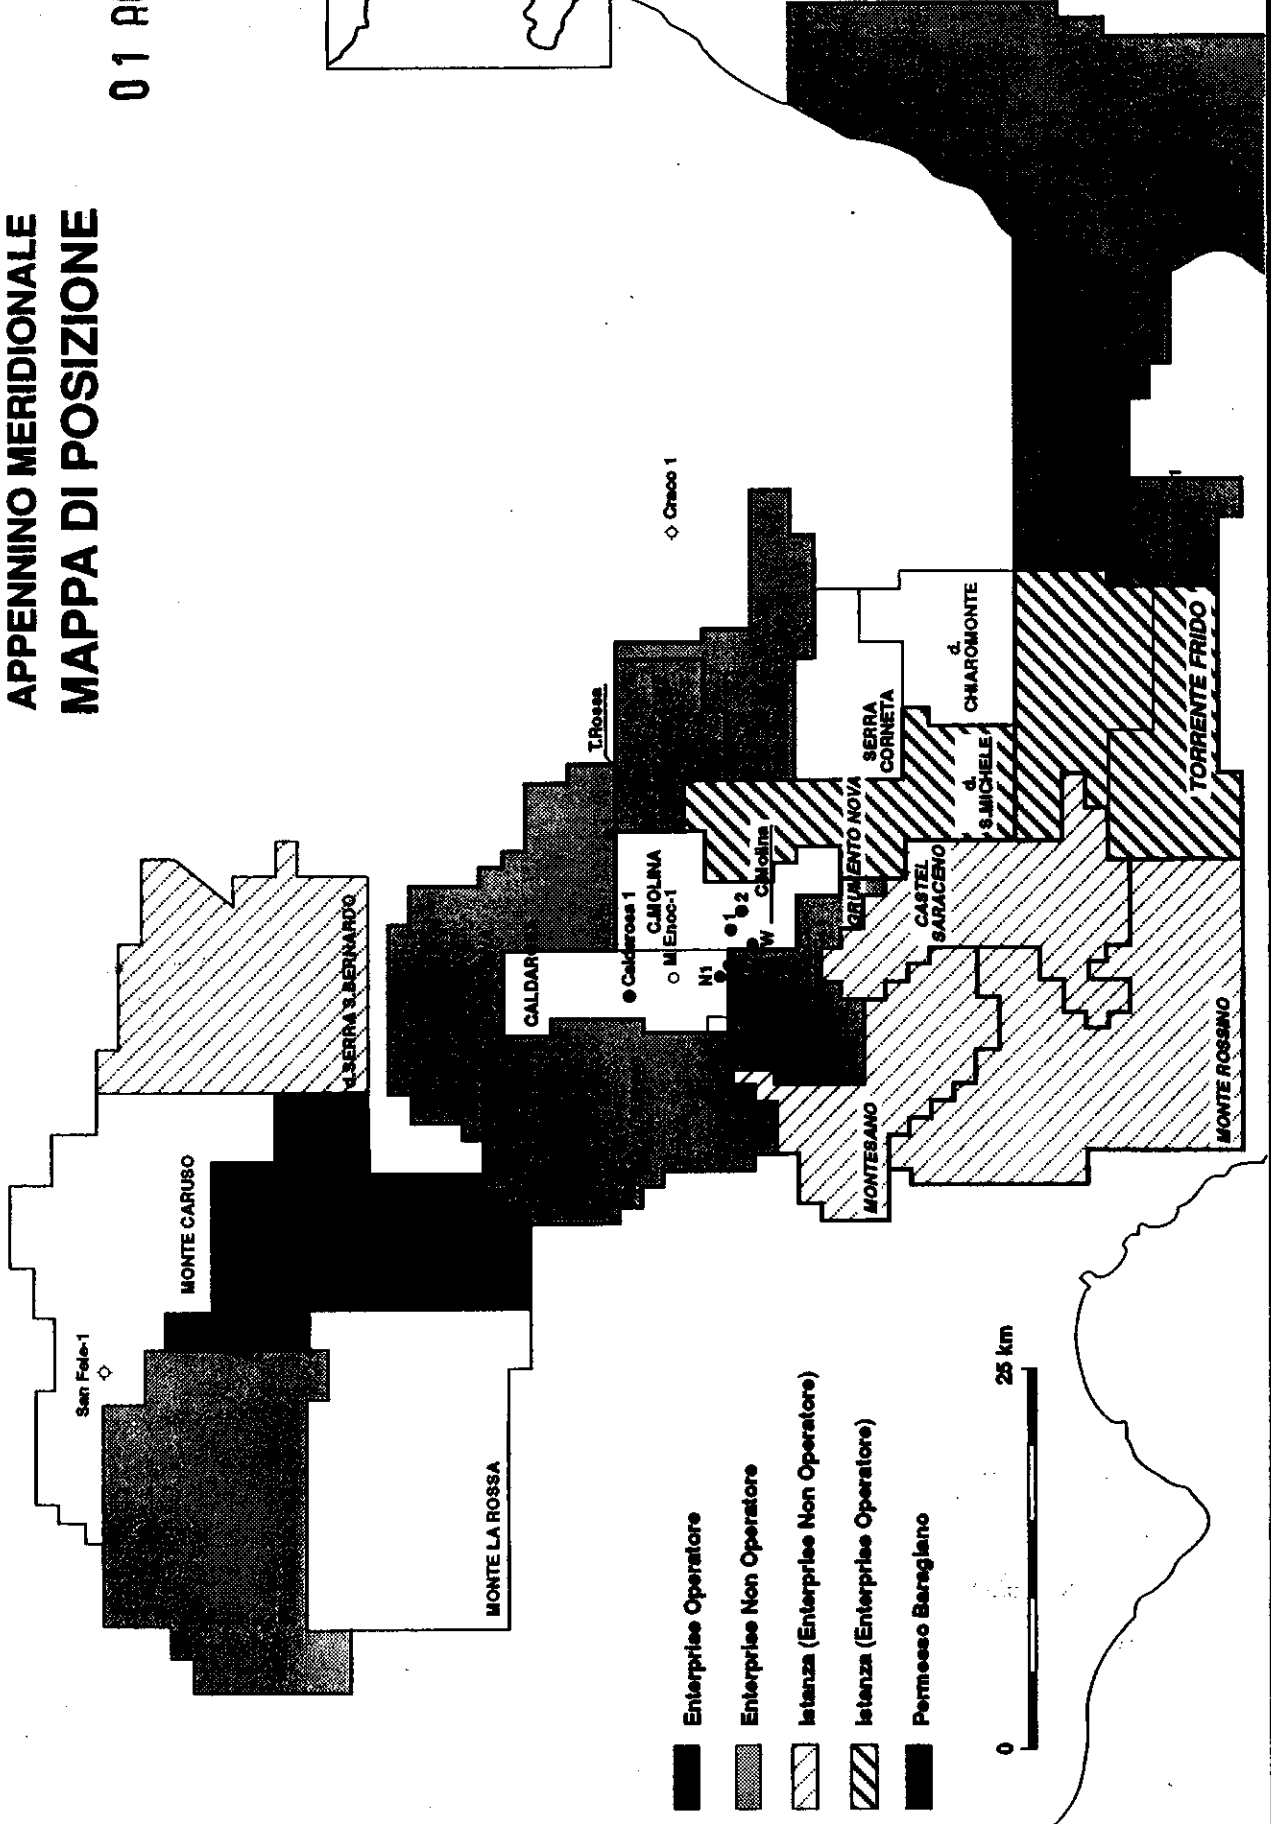 APPENNINO MERIDIONALE
MAPPA DI POSIZIONE
01
San Fele-1
MONTE CARUSO
d.SERRA S.BERNARDO
MONTE LA ROSSA
CALDAR
Caldarosa 1
C.MOLINA
M.Enoc-1
N1
1
2
W
C.Molina
T.Rossa
Craco 1
GRUMENTO NOVA
SERRA
CORNETA
d.
CHIAROMONTE
d.
S.MICHELE
CASTEL
SARACENO
MONTESANO
MONTE ROSSINO
TORRENTE FRIDO
Enterprise Operatore
Enterprise Non Operatore
Istanza (Enterprise Non Operatore)
Istanza (Enterprise Operatore)
Permesso Baragiano
0
25 km